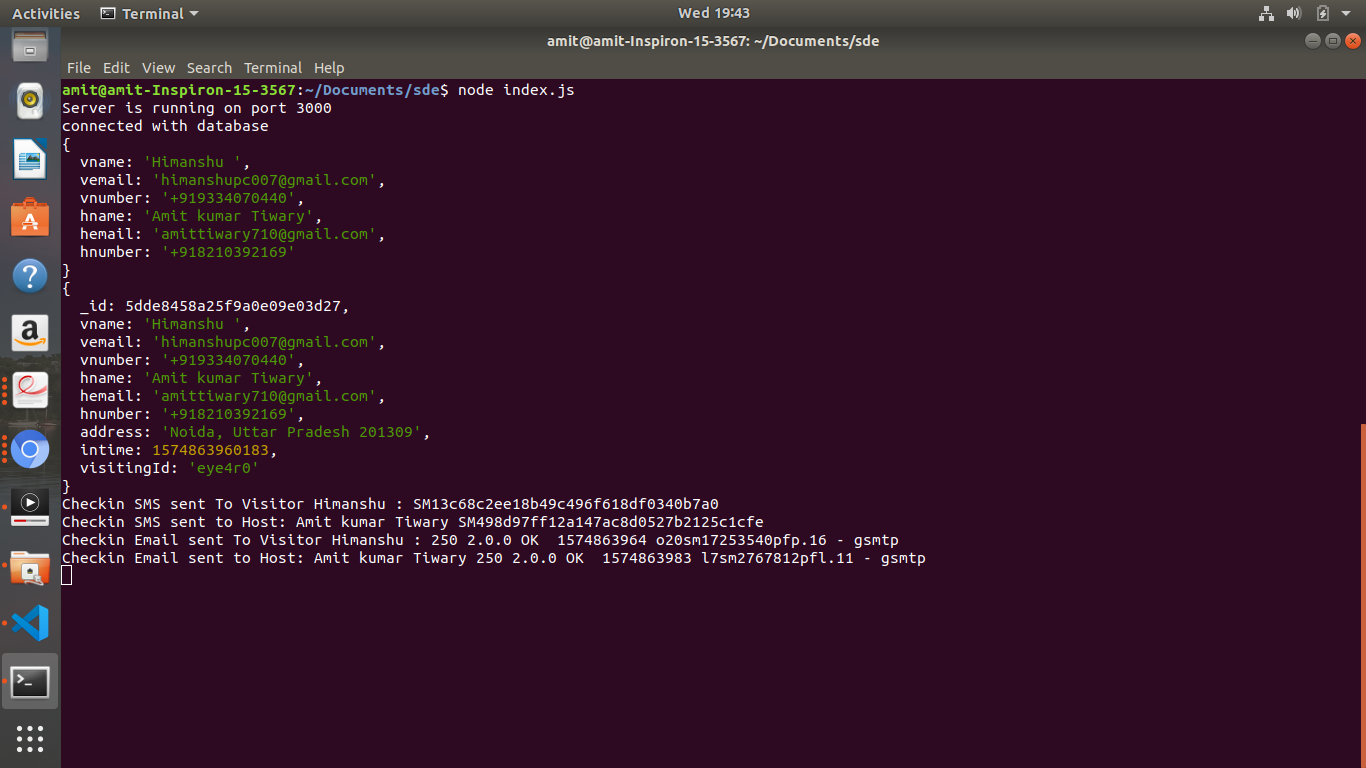 Activities Terminal Wed 19:43
amit@amit-Inspiron-15-3567: ~/Documents/sde
File Edit View Search Terminal Help
amit@amit-Inspiron-15-3567:~/Documents/sde$ node index.js
Server is running on port 3000
connected with database
{
  vname: 'Himanshu ',
  vemail: 'himanshupc007@gmail.com',
  vnumber: '+919334070440',
  hname: 'Amit kumar Tiwary',
  hemail: 'amittiwary710@gmail.com',
  hnumber: '+918210392169'
}
{
  _id: 5dde8458a25f9a0e09e03d27,
  vname: 'Himanshu ',
  vemail: 'himanshupc007@gmail.com',
  vnumber: '+919334070440',
  hname: 'Amit kumar Tiwary',
  hemail: 'amittiwary710@gmail.com',
  hnumber: '+918210392169',
  address: 'Noida, Uttar Pradesh 201309',
  intime: 1574863960183,
  visitingId: 'eye4r0'
}
Checkin SMS sent To Visitor Himanshu : SM13c68c2ee18b49c496f618df0340b7a0
Checkin SMS sent to Host: Amit kumar Tiwary SM498d97ff12a147ac8d0527b2125c1cfe
Checkin Email sent To Visitor Himanshu : 250 2.0.0 OK  1574863964 o20sm17253540pfp.16 - gsmtp
Checkin Email sent to Host: Amit kumar Tiwary 250 2.0.0 OK  1574863983 l7sm2767812pfl.11 - gsmtp